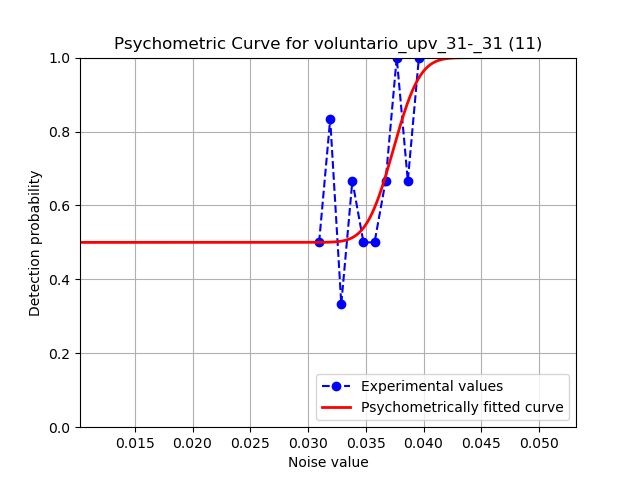 Psychometric Curve for voluntario_upv_31-_31 (11)
1.0
0.8
0.6
0.4
0.2
0.0
Detection probability
Experimental values
Psychometrically fitted curve
0.015 0.020 0.025 0.030 0.035 0.040 0.045 0.050
Noise value